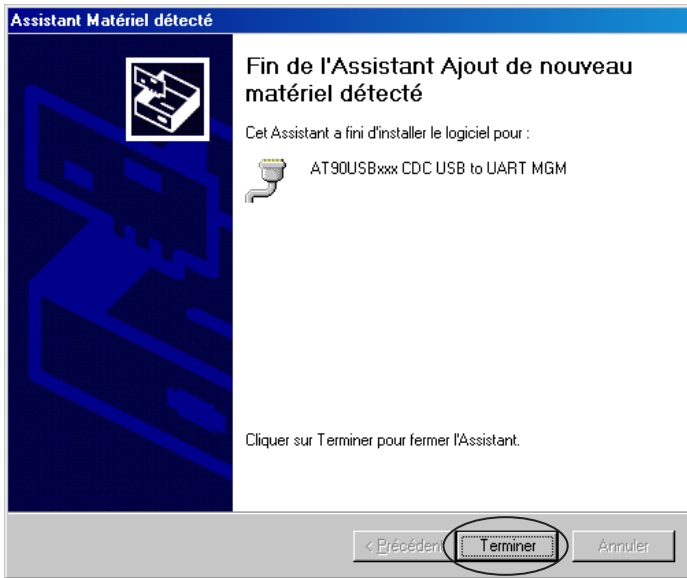 Assistant Matériel détecté
Fin de l'Assistant Ajout de nouveau
matériel détecté
Cet Assistant a fini d'installer le logiciel pour :
AT90USBxxx CDC USB to UART MGM
Cliquer sur Terminer pour fermer l'Assistant.
< Précéden Terminer Annuler